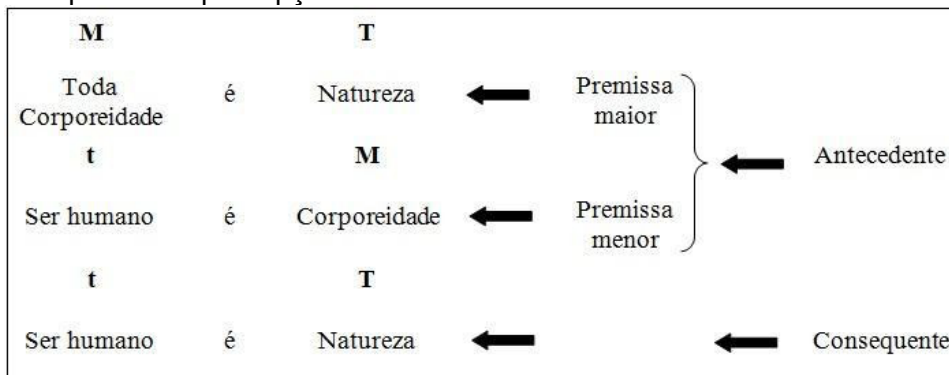 M T
Toda Corporeidade é Natureza Premissa maior
t M Antecedente
Ser humano é Corporeidade Premissa menor
t T
Ser humano é Natureza Consequente